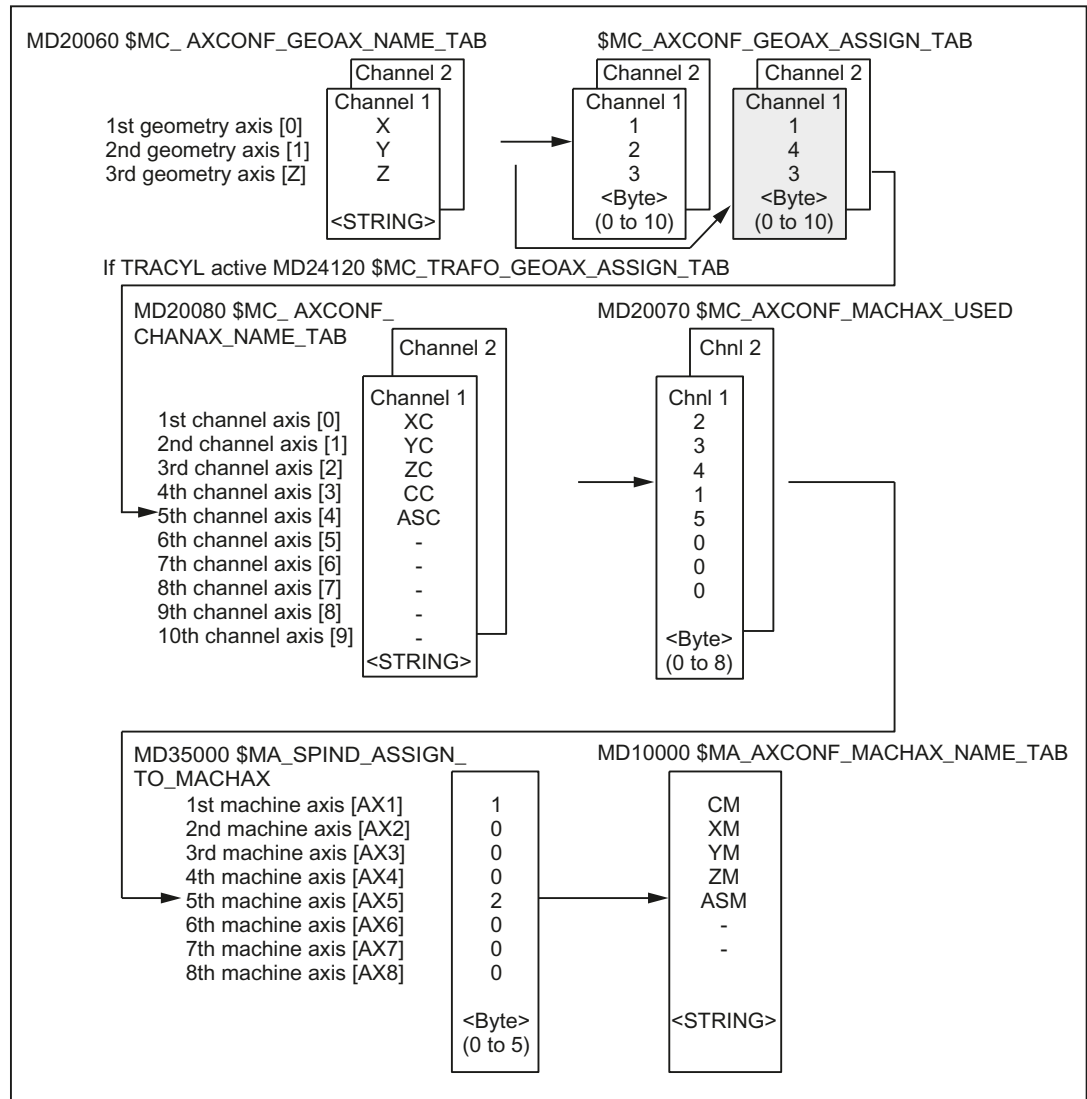 MD20060 $MC_ AXCONF_GEOAX_NAME_TAB
$MC_AXCONF_GEOAX_ASSIGN_TAB
Channel 2
Channel 2
Channel 2
Channel 1
Channel 1
Channel 1
1st geometry axis [0] X 1 1
2nd geometry axis [1] Y 2 4
3rd geometry axis [Z] Z 3 3
<STRING>
<Byte>
(0 to 10)
<Byte>
(0 to 10)
If TRACYL active MD24120 $MC_TRAFO_GEOAX_ASSIGN_TAB
MD20080 $MC_ AXCONF_
CHANAX_NAME_TAB
MD20070 $MC_AXCONF_MACHAX_USED
Channel 2
Chnl 2
Channel 1
Chnl 1
1st channel axis [0] XC 2
2nd channel axis [1] YC 3
3rd channel axis [2] ZC 4
4th channel axis [3] CC 1
5th channel axis [4] ASC 5
6th channel axis [5] - 0
7th channel axis [6] - 0
8th channel axis [7] - 0
9th channel axis [8] -
10th channel axis [9] -
<STRING>
<Byte>
(0 to 8)
MD35000 $MA_SPIND_ASSIGN_
TO_MACHAX
MD10000 $MA_AXCONF_MACHAX_NAME_TAB
1st machine axis [AX1] 1 CM
2nd machine axis [AX2] 0 XM
3rd machine axis [AX3] 0 YM
4th machine axis [AX4] 0 ZM
5th machine axis [AX5] 2 ASM
6th machine axis [AX6] 0 -
7th machine axis [AX7] 0 -
8th machine axis [AX8] 0
<Byte>
(0 to 5)
<STRING>